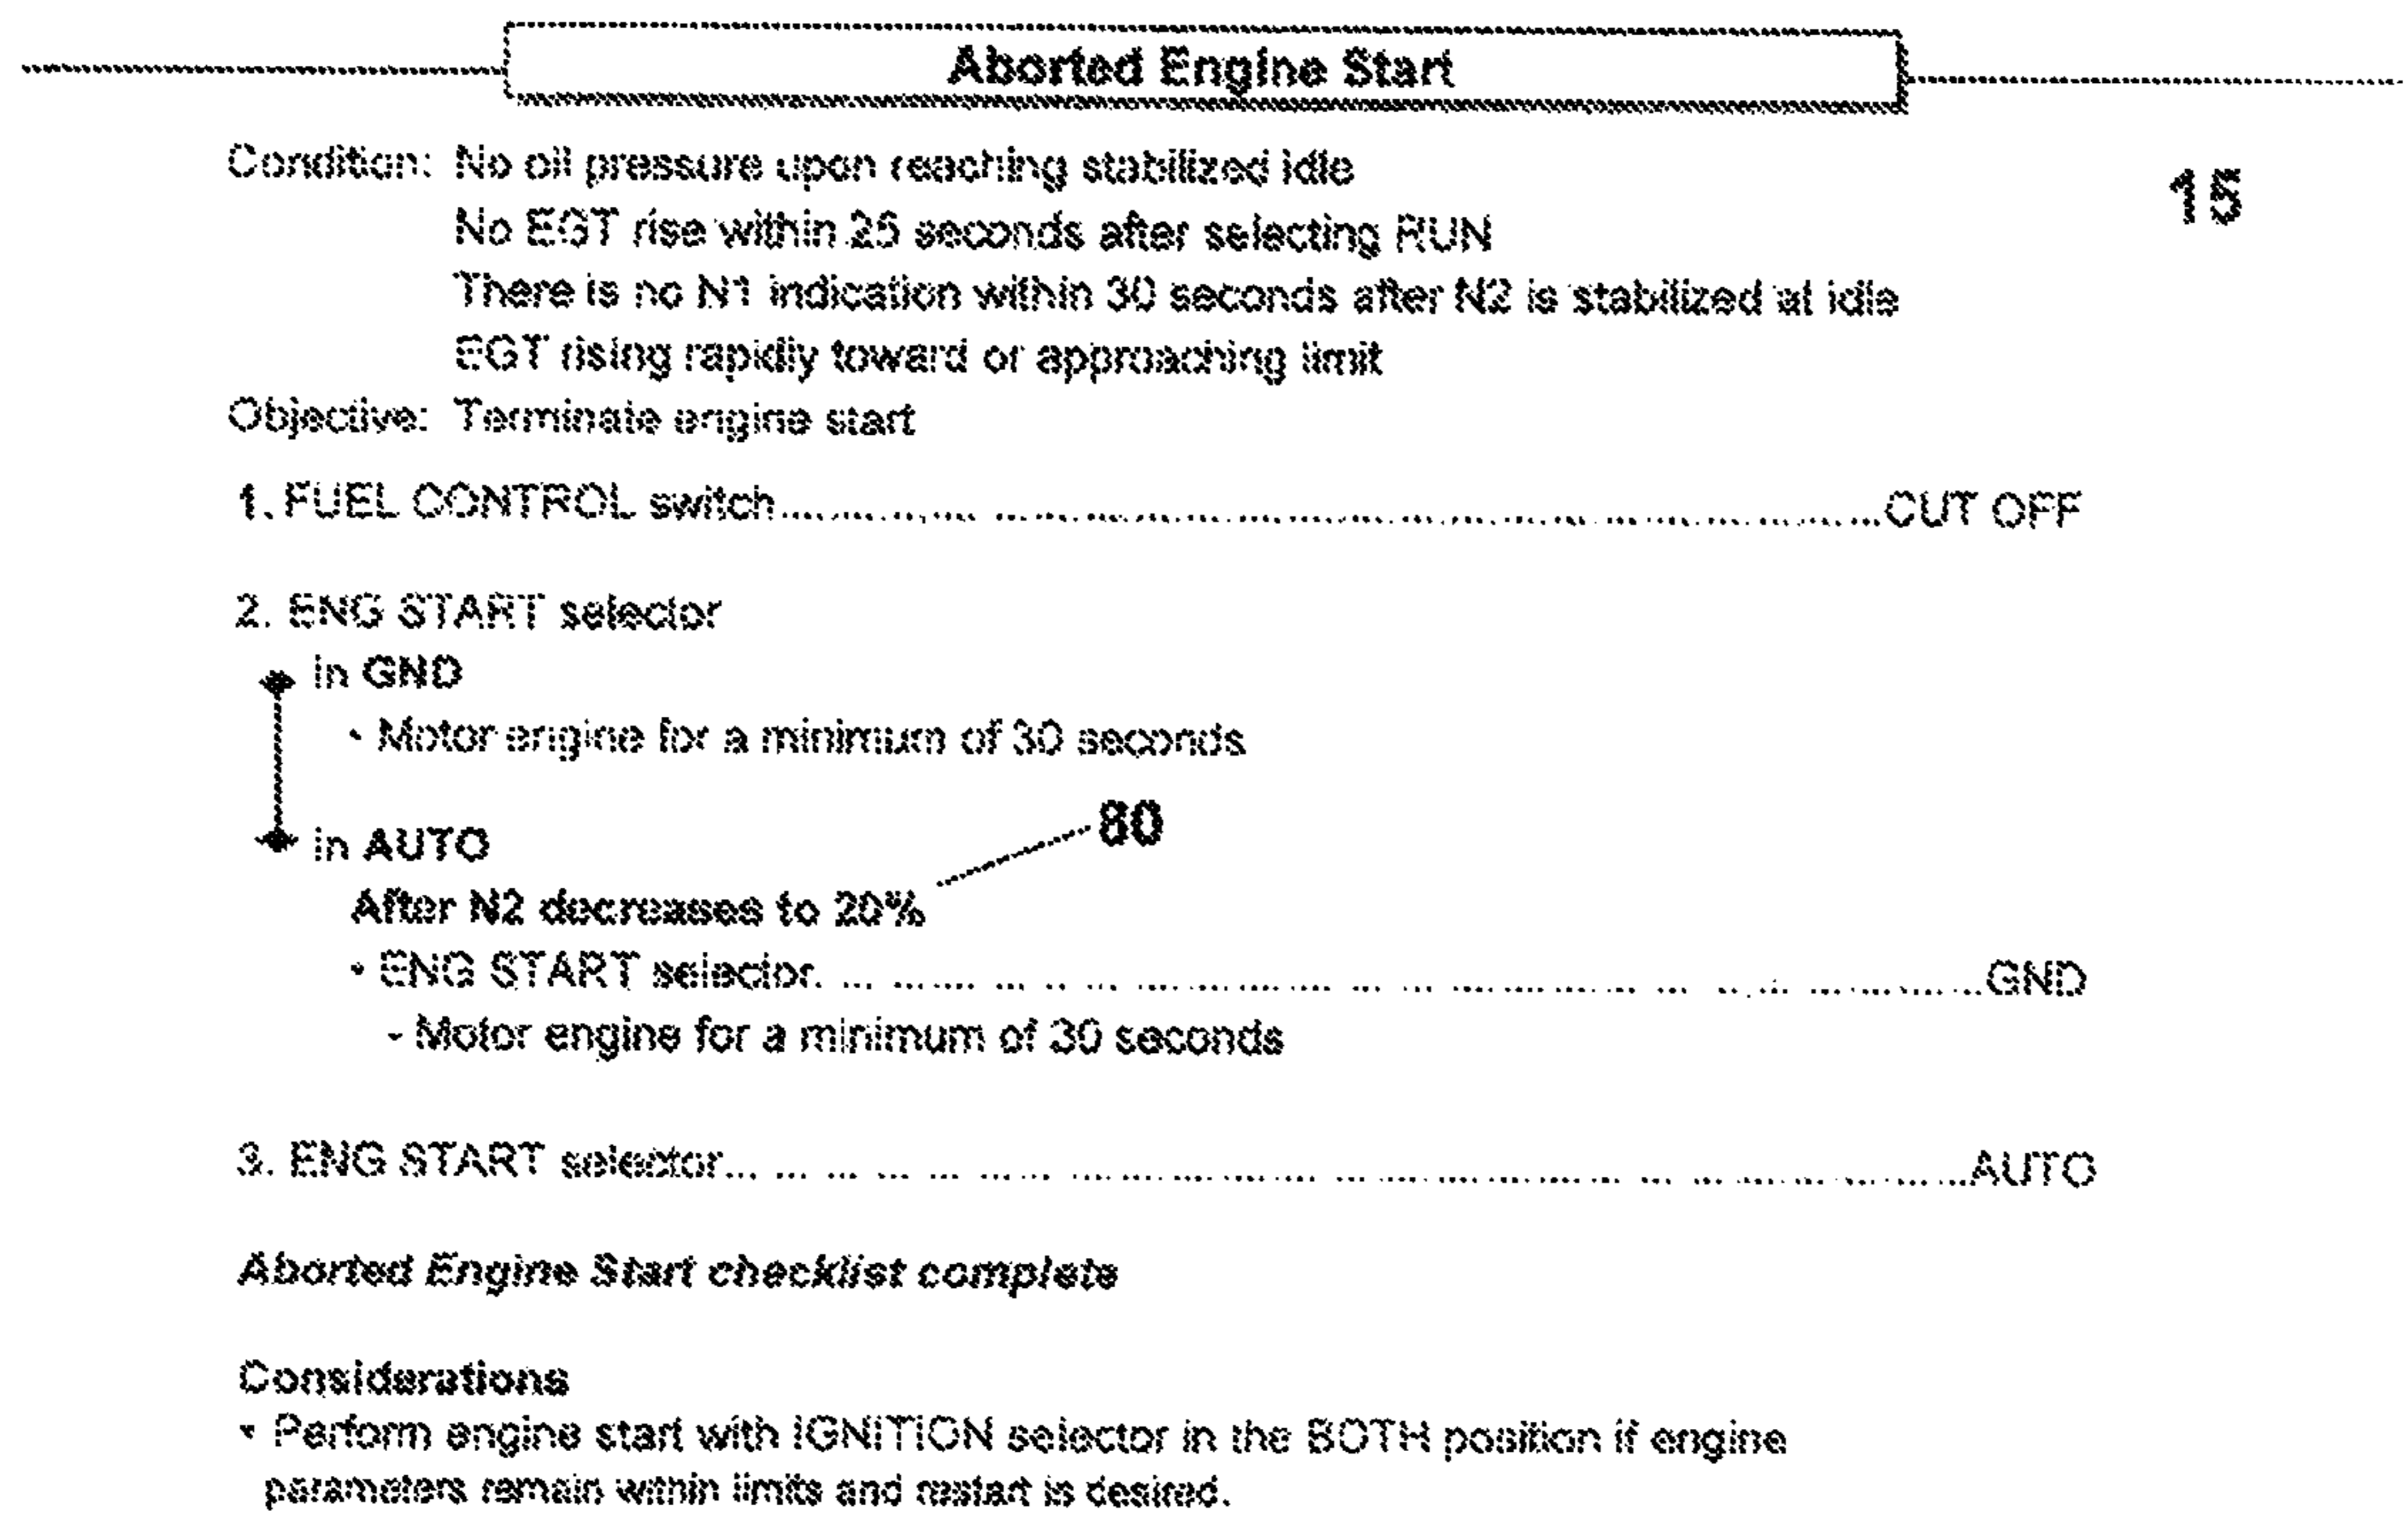 Aborted Engine Start
Condition: No oil pressure upon reaching stabilized idle
15
No EGT rise within 25 seconds after selecting RUN
There is no N1 indication within 30 seconds after N2 is stabilized at idle
EGT rising rapidly toward or approaching limit
Objective: Terminate engine start
1. FUEL CONTROL switch...............CUT OFF
2. ENG START selector
in GND
• Motor engine for a minimum of 30 seconds
80
in AUTO
After N2 decreases to 20%
• ENG START selector...............GND
- Motor engine for a minimum of 30 seconds
3. ENG START selector...............AUTO
Aborted Engine Start checklist complete
Considerations
• Perform engine start with IGNITION selector in the BOTH position if engine
parameters remain within limits and restart is desired.